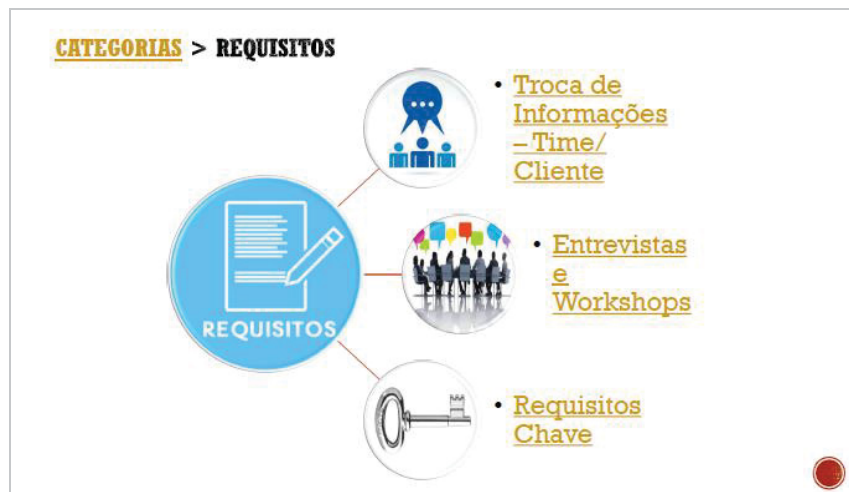 CATEGORIAS > REQUISITOS
• Troca de
Informações
– Time/
Cliente
REQUISITOS
• Entrevistas
e
Workshops
• Requisitos
Chave